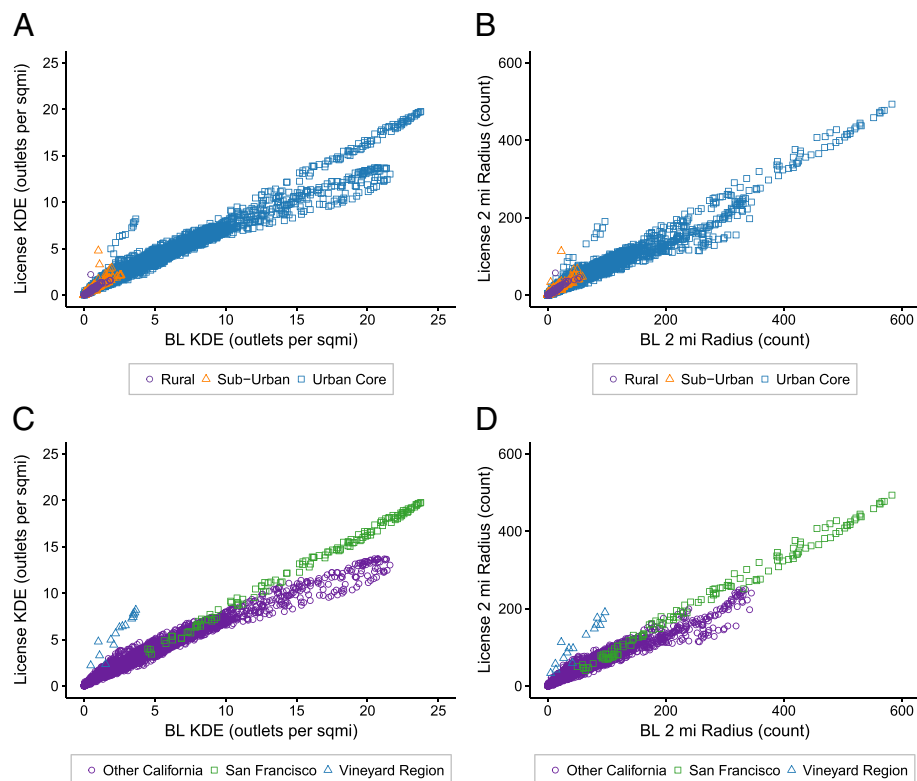 A
License KDE (outlets per sqmi)
25
20
15
10
5
0
0 5 10 15 20 25
BL KDE (outlets per sqmi)
Rural Sub−Urban Urban Core
B
License 2 mi Radius (count)
600
400
200
0
0 200 400 600
BL 2 mi Radius (count)
Rural Sub−Urban Urban Core
C
License KDE (outlets per sqmi)
25
20
15
10
5
0
0 5 10 15 20 25
BL KDE (outlets per sqmi)
Other California San Francisco Vineyard Region
D
License 2 mi Radius (count)
600
400
200
0
0 200 400 600
BL 2 mi Radius (count)
Other California San Francisco Vineyard Region